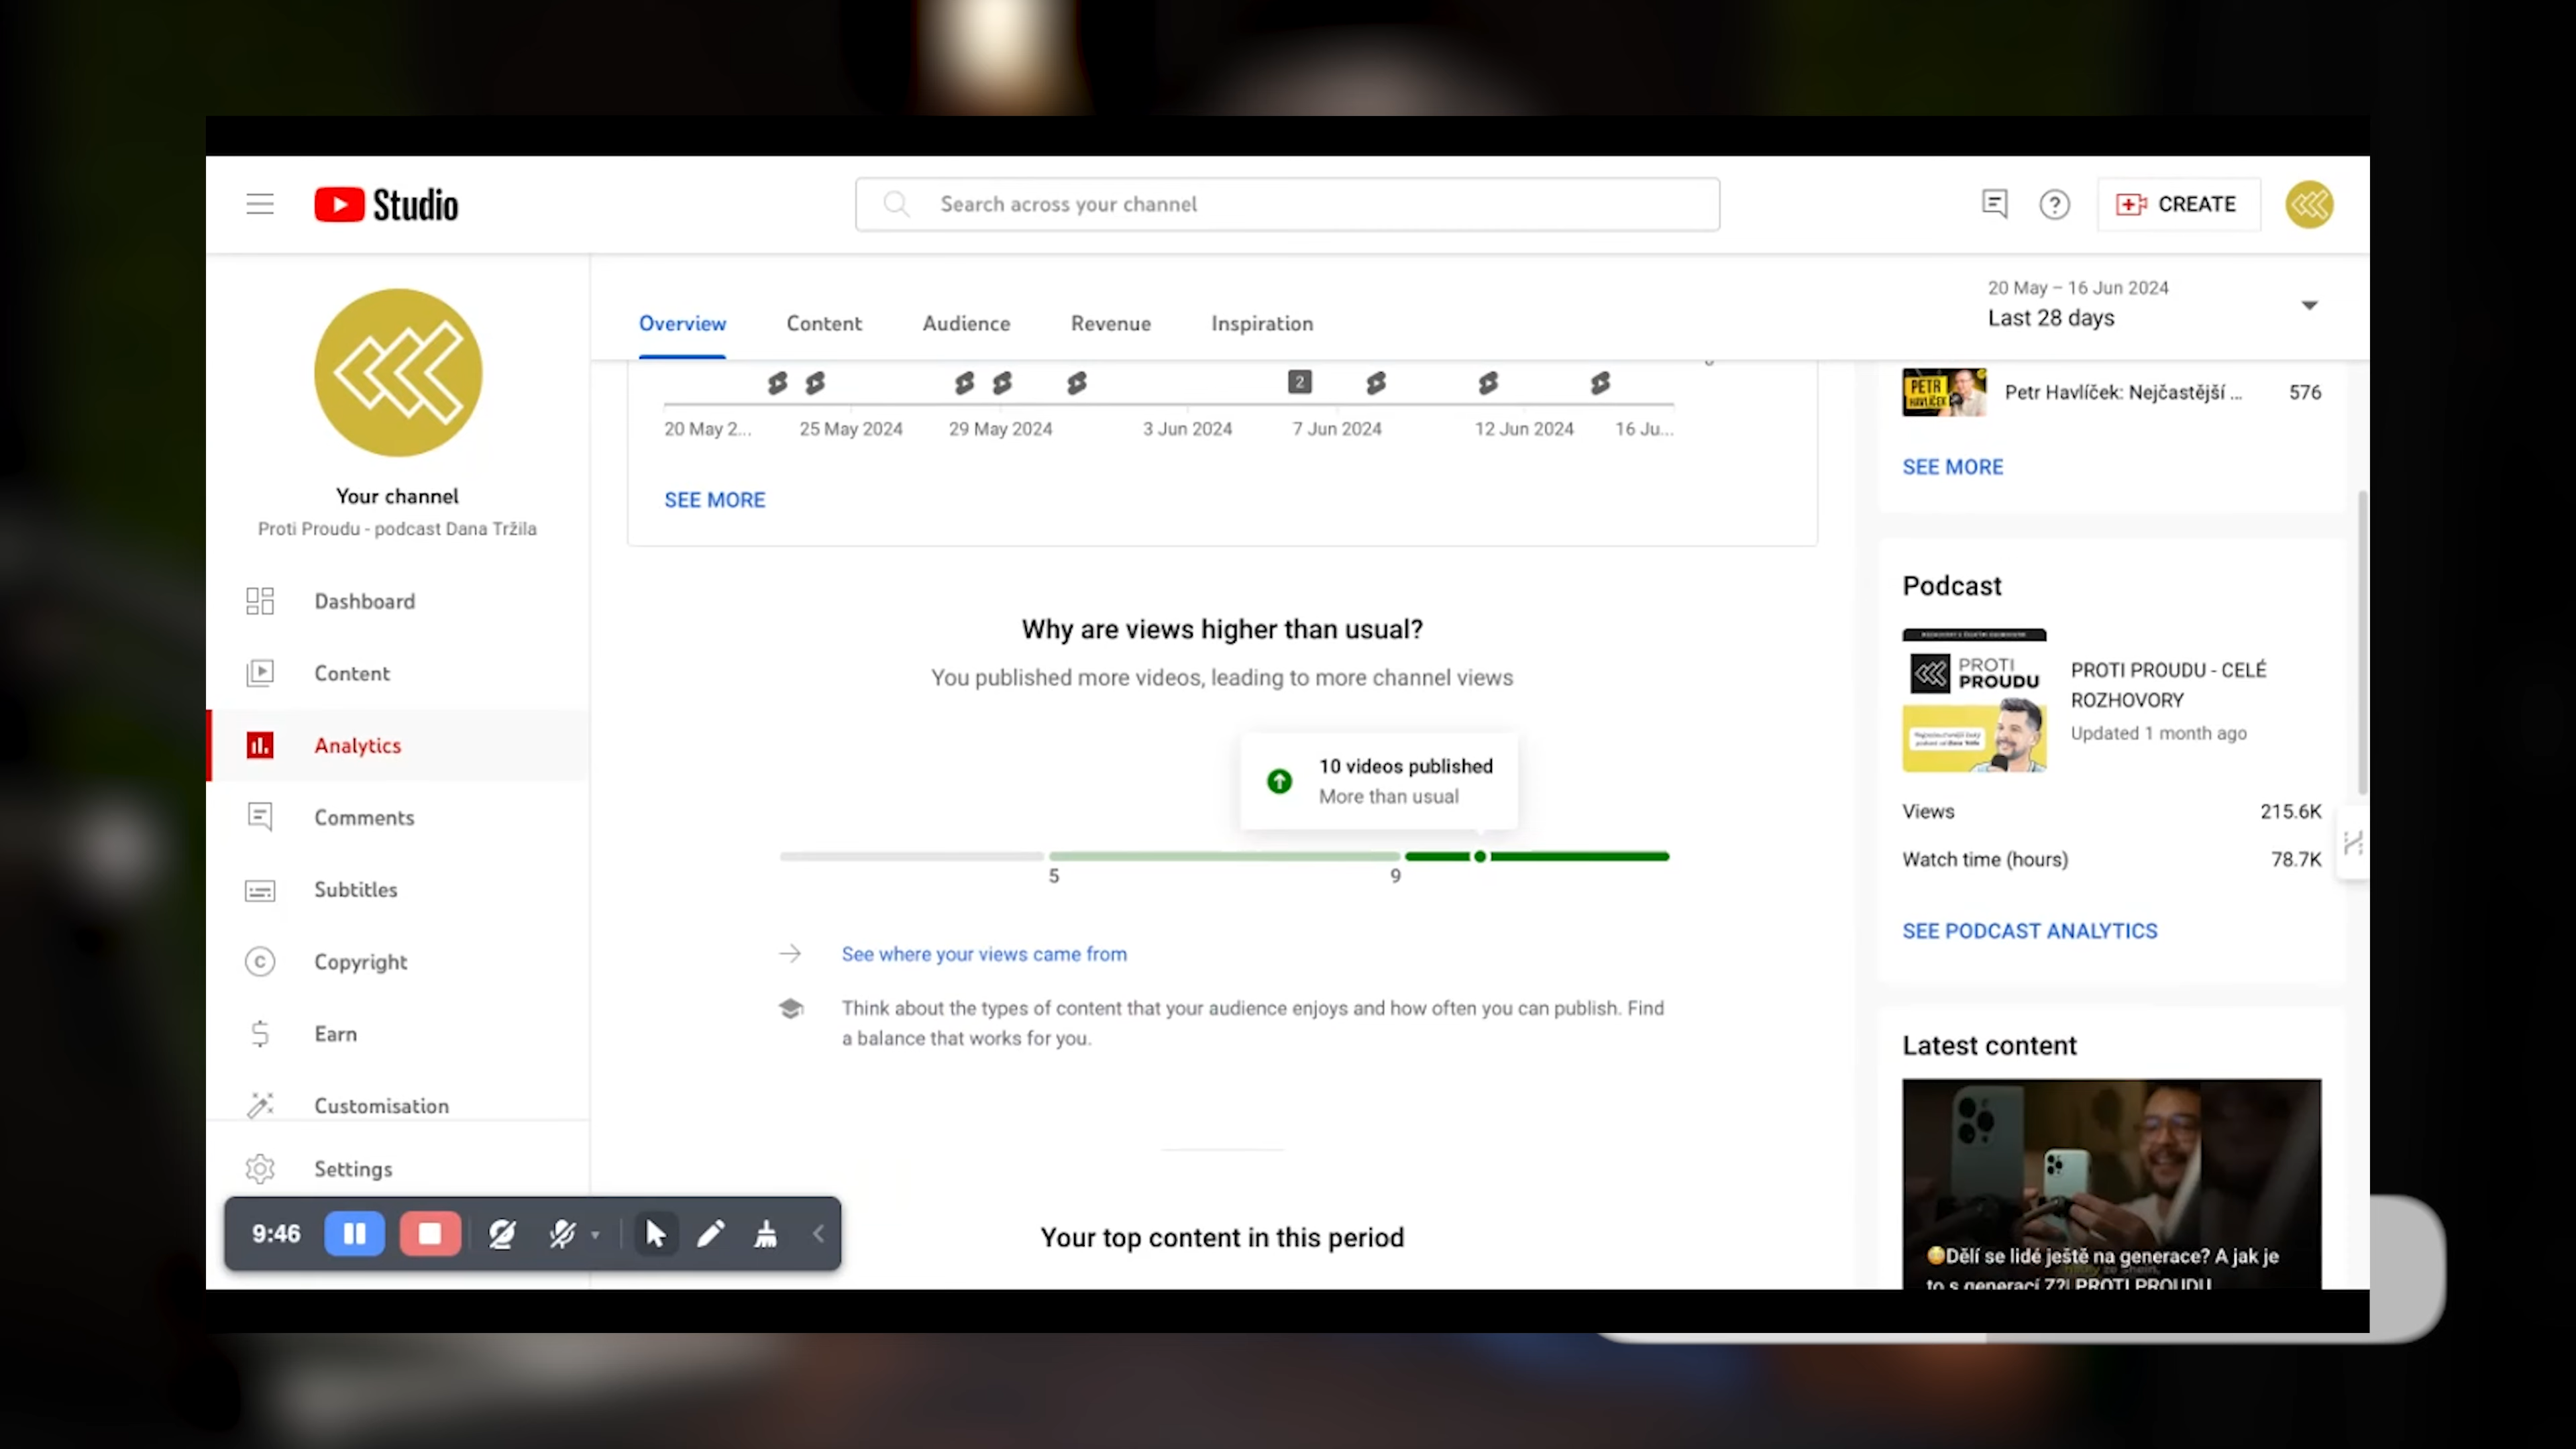 Studio
Search across your channel
CREATE
Your channel
Proti Proudu - podcast Dana Tržila
Dashboard
Content
Analytics
Comments
Subtitles
Copyright
Earn
Customisation
Settings
9:46
Overview
Content
Audience
Revenue
Inspiration
20 May – 16 Jun 2024
Last 28 days
2
20 May 2...
25 May 2024
29 May 2024
3 Jun 2024
7 Jun 2024
12 Jun 2024
16 Ju...
SEE MORE
Why are views higher than usual?
You published more videos, leading to more channel views
10 videos published
More than usual
5
9
See where your views came from
Think about the types of content that your audience enjoys and how often you can publish. Find
a balance that works for you.
Your top content in this period
PETR
HAVLÍČEK
Petr Havlíček: Nejčastější ...
576
SEE MORE
Podcast
PROTI
PROUDU
PROTI PROUDU - CELÉ
ROZHOVORY
Updated 1 month ago
Views
215.6K
Watch time (hours)
78.7K
SEE PODCAST ANALYTICS
Latest content
😳Dělí se lidé ještě na generace? A jak je
to s generací Z?| PROTI PROUDU